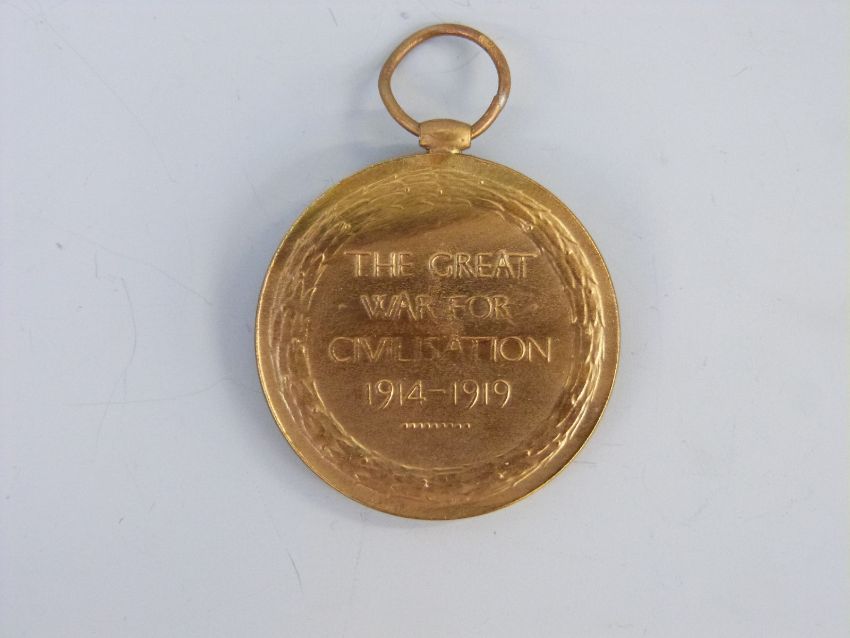 THE GREAT
WAR FOR
CIVILISATION
1914-1919